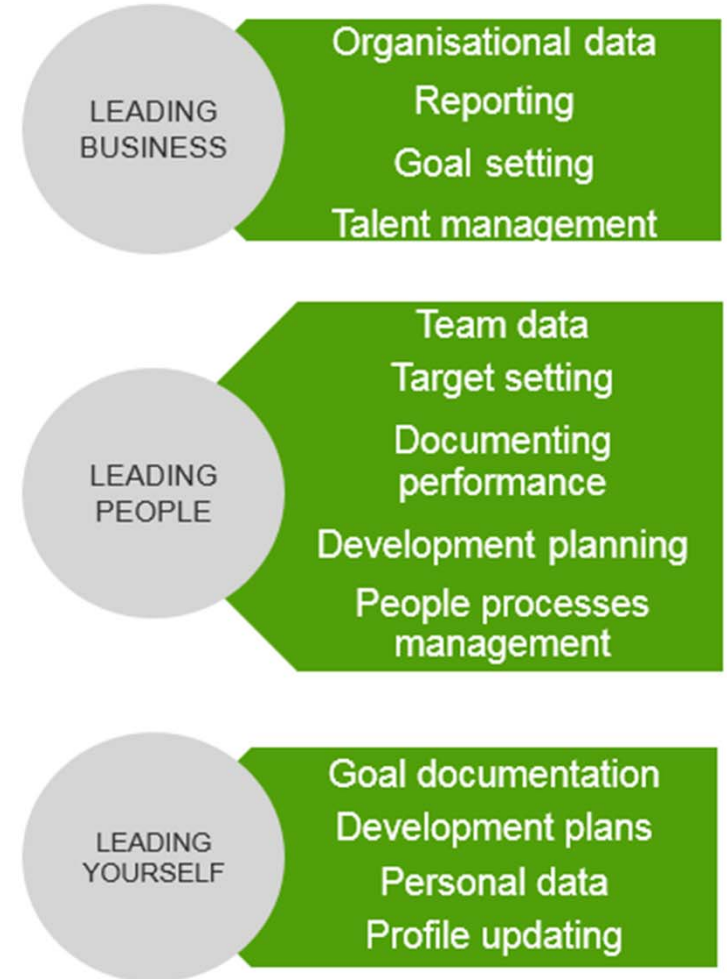 LEADING
BUSINESS
Organisational data
Reporting
Goal setting
Talent management
LEADING
PEOPLE
Team data
Target setting
Documenting
performance
Development planning
People processes
management
LEADING
YOURSELF
Goal documentation
Development plans
Personal data
Profile updating